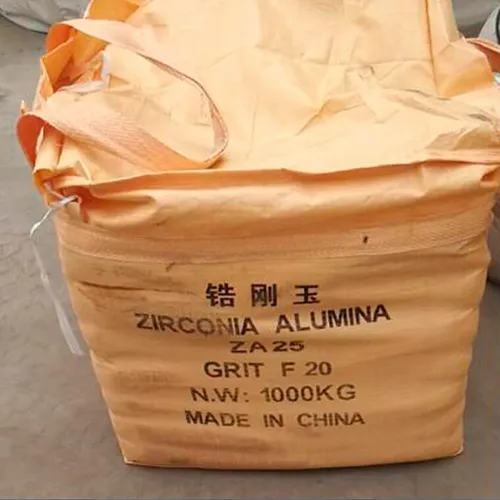 锆刚玉
ZIRCONIA ALUMINA
ZA25
GRIT F 20
N.W: 1000KG
MADE IN CHINA